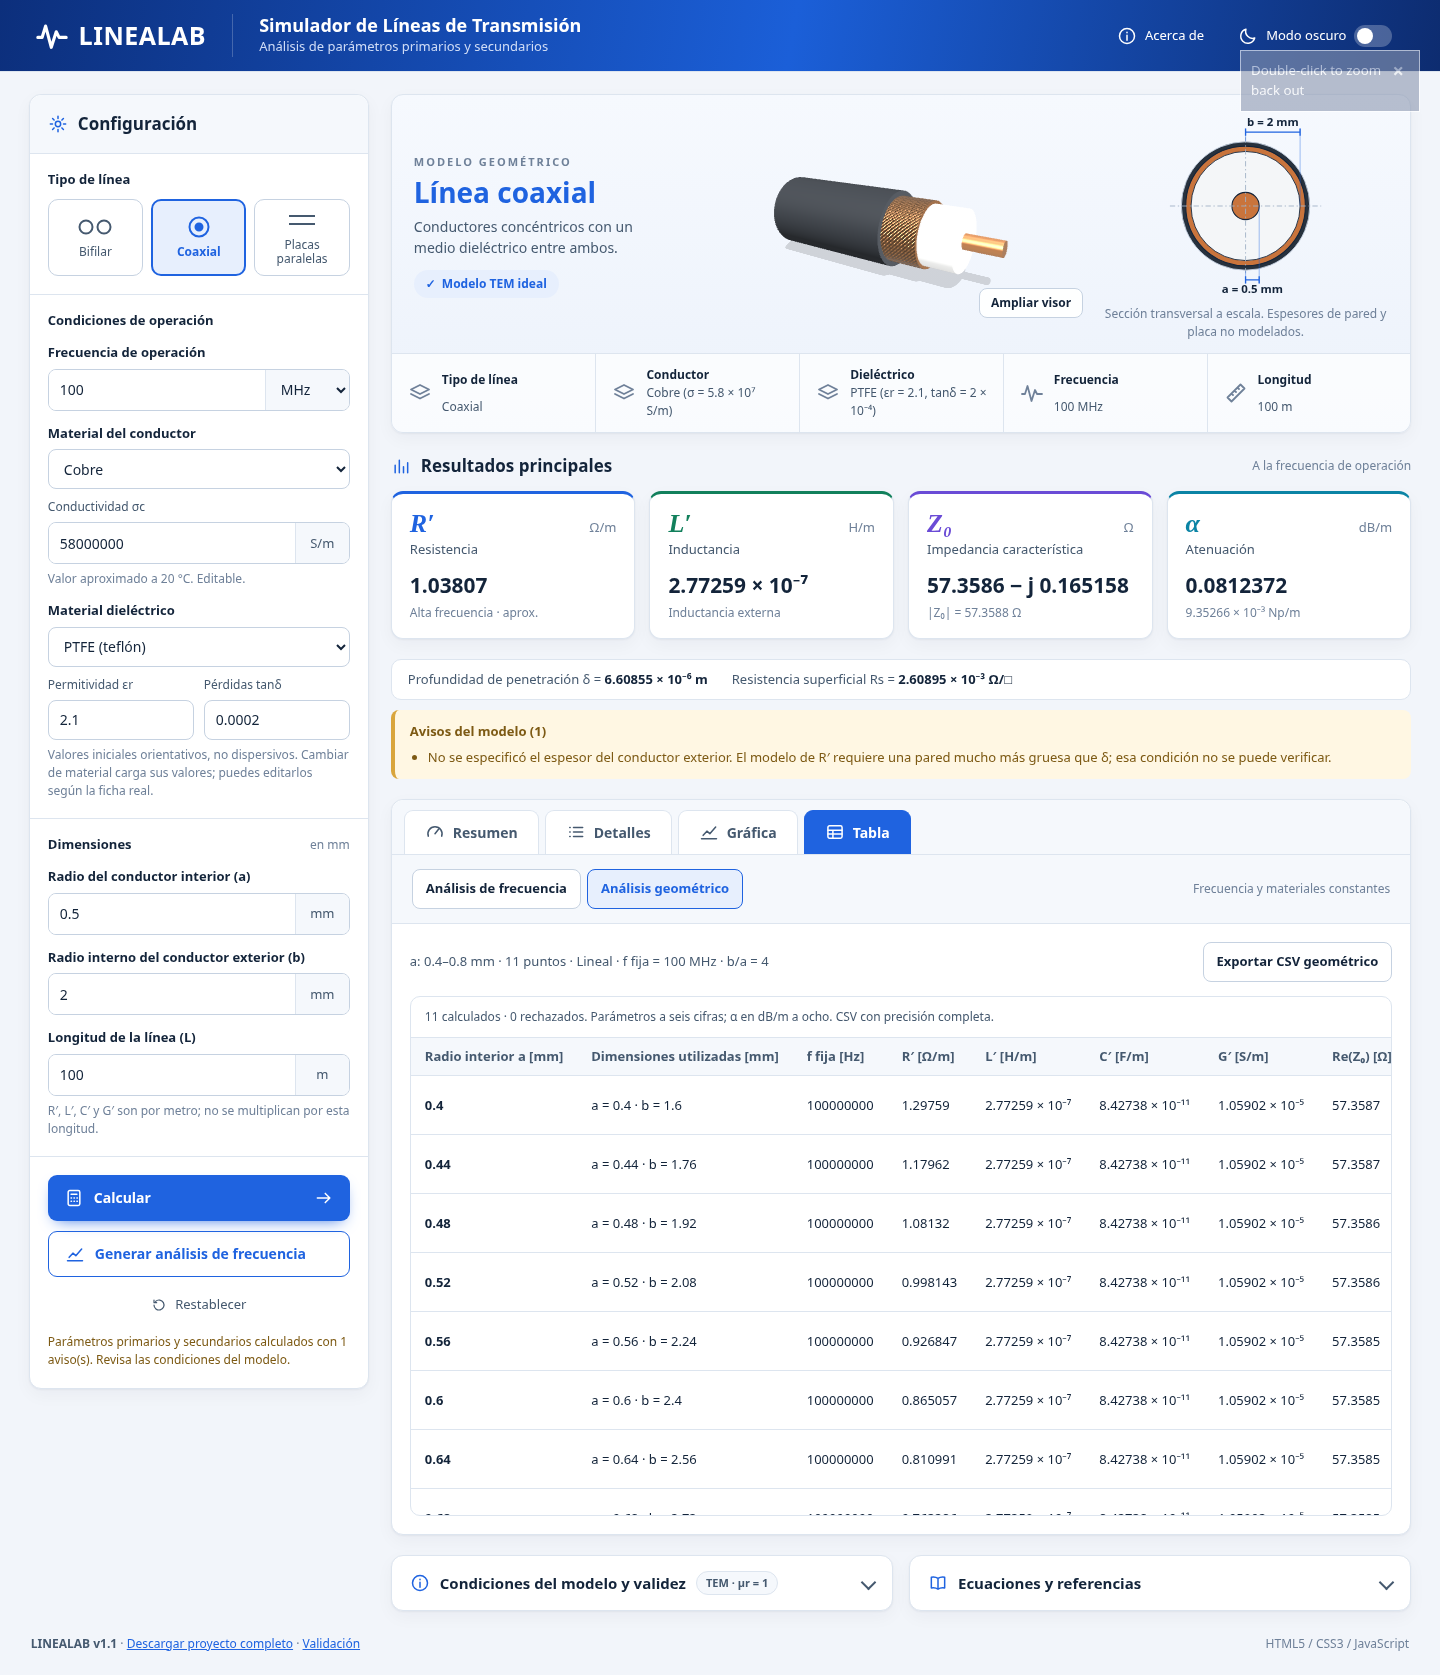 LINEALAB
Simulador de Líneas de Transmisión
Análisis de parámetros primarios y secundarios
Acerca de
Modo oscuro
Double-click to zoom back out ×
Configuración
Tipo de línea
Bifilar
Coaxial
Placas paralelas
Condiciones de operación
Frecuencia de operación
100 MHz
Material del conductor
Cobre
Conductividad σc
58000000 S/m
Valor aproximado a 20 °C. Editable.
Material dieléctrico
PTFE (teflón)
Permitividad εr Pérdidas tanδ
2.1 0.0002
Valores iniciales orientativos, no dispersivos. Cambiar
de material carga sus valores; puedes editarlos
según la ficha real.
Dimensiones en mm
Radio del conductor interior (a)
0.5 mm
Radio interno del conductor exterior (b)
2 mm
Longitud de la línea (L)
100 m
R′, L′, C′ y G′ son por metro; no se multiplican por esta
longitud.
Calcular
Generar análisis de frecuencia
Restablecer
Parámetros primarios y secundarios calculados con 1
aviso(s). Revisa las condiciones del modelo.
MODELO GEOMÉTRICO
Línea coaxial
Conductores concéntricos con un
medio dieléctrico entre ambos.
✓ Modelo TEM ideal
Ampliar visor
b = 2 mm
a = 0.5 mm
Sección transversal a escala. Espesores de pared y
placa no modelados.
Tipo de línea
Coaxial
Conductor
Cobre (σ = 5.8 × 10⁷
S/m)
Dieléctrico
PTFE (εr = 2.1, tanδ = 2 ×
10⁻⁴)
Frecuencia
100 MHz
Longitud
100 m
Resultados principales
A la frecuencia de operación
R′ Ω/m
Resistencia
1.03807
Alta frecuencia · aprox.
L′ H/m
Inductancia
2.77259 × 10⁻⁷
Inductancia externa
Z₀ Ω
Impedancia característica
57.3586 − j 0.165158
|Z₀| = 57.3588 Ω
α dB/m
Atenuación
0.0812372
9.35266 × 10⁻³ Np/m
Profundidad de penetración δ = 6.60855 × 10⁻⁶ m Resistencia superficial Rs = 2.60895 × 10⁻³ Ω/□
Avisos del modelo (1)
• No se especificó el espesor del conductor exterior. El modelo de R′ requiere una pared mucho más gruesa que δ; esa condición no se puede verificar.
Resumen
Detalles
Gráfica
Tabla
Análisis de frecuencia
Análisis geométrico
Frecuencia y materiales constantes
a: 0.4–0.8 mm · 11 puntos · Lineal · f fija = 100 MHz · b/a = 4
Exportar CSV geométrico
11 calculados · 0 rechazados. Parámetros a seis cifras; α en dB/m a ocho. CSV con precisión completa.
Radio interior a [mm] Dimensiones utilizadas [mm] f fija [Hz] R′ [Ω/m] L′ [H/m] C′ [F/m] G′ [S/m] Re(Z₀) [Ω]
0.4 a = 0.4 · b = 1.6 100000000 1.29759 2.77259 × 10⁻⁷ 8.42738 × 10⁻¹¹ 1.05902 × 10⁻⁵ 57.3587
0.44 a = 0.44 · b = 1.76 100000000 1.17962 2.77259 × 10⁻⁷ 8.42738 × 10⁻¹¹ 1.05902 × 10⁻⁵ 57.3587
0.48 a = 0.48 · b = 1.92 100000000 1.08132 2.77259 × 10⁻⁷ 8.42738 × 10⁻¹¹ 1.05902 × 10⁻⁵ 57.3586
0.52 a = 0.52 · b = 2.08 100000000 0.998143 2.77259 × 10⁻⁷ 8.42738 × 10⁻¹¹ 1.05902 × 10⁻⁵ 57.3586
0.56 a = 0.56 · b = 2.24 100000000 0.926847 2.77259 × 10⁻⁷ 8.42738 × 10⁻¹¹ 1.05902 × 10⁻⁵ 57.3585
0.6 a = 0.6 · b = 2.4 100000000 0.865057 2.77259 × 10⁻⁷ 8.42738 × 10⁻¹¹ 1.05902 × 10⁻⁵ 57.3585
0.64 a = 0.64 · b = 2.56 100000000 0.810991 2.77259 × 10⁻⁷ 8.42738 × 10⁻¹¹ 1.05902 × 10⁻⁵ 57.3585
Condiciones del modelo y validez TEM · μr = 1
Ecuaciones y referencias
LINEALAB v1.1 · Descargar proyecto completo · Validación
HTML5 / CSS3 / JavaScript